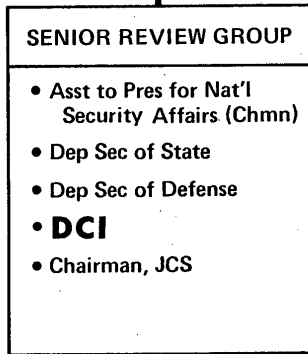 SENIOR REVIEW GROUP
• Asst to Pres for Nat'l
Security Affairs (Chmn)
• Dep Sec of State
• Dep Sec of Defense
• DCI
• Chairman, JCS